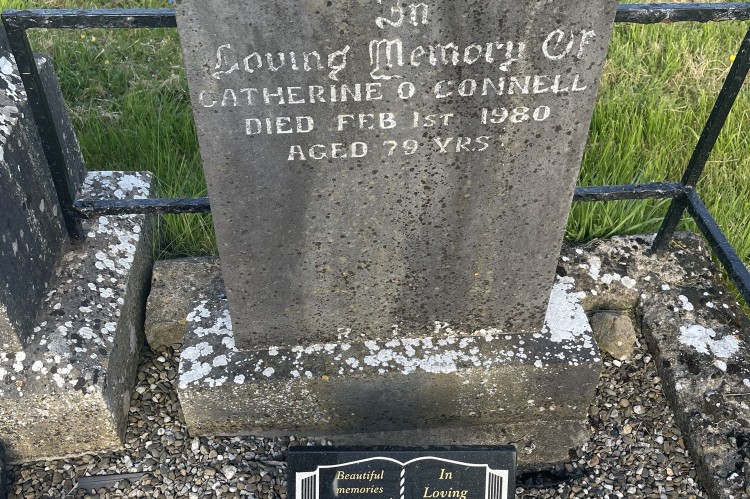 In
Loving Memory Of
CATHERINE O CONNELL
DIED FEB 1ST 1980
AGED 79 YRS
Beautiful
memories
In
Loving